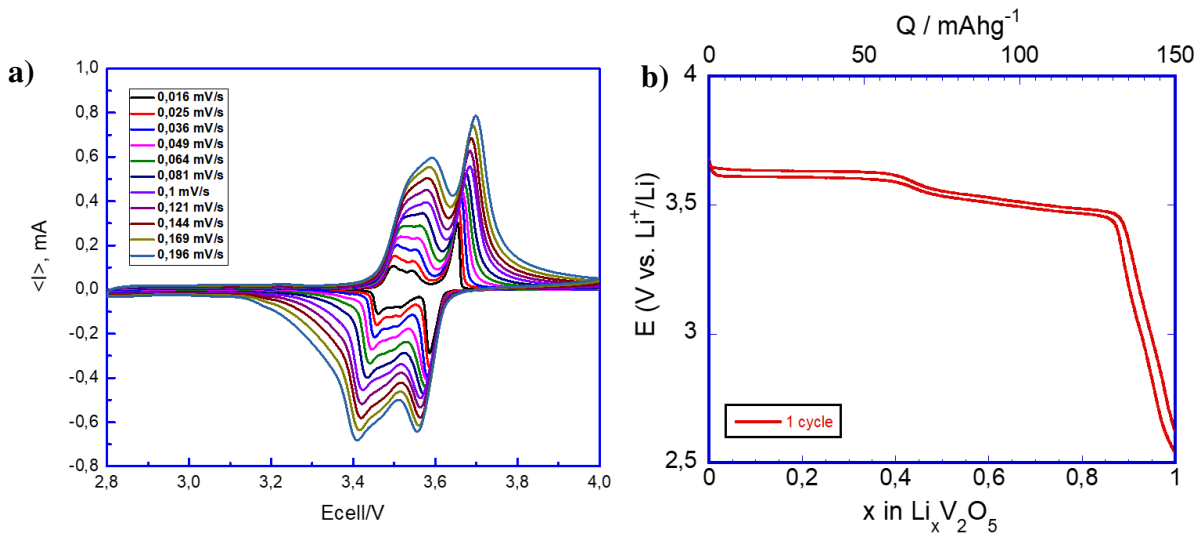 a)
1,0
0,8
0,6
0,4
0,2
0,0
-0,2
-0,4
-0,6
-0,8
<I>, mA
0,016 mV/s
0,025 mV/s
0,036 mV/s
0,049 mV/s
0,064 mV/s
0,081 mV/s
0,1 mV/s
0,121 mV/s
0,144 mV/s
0,169 mV/s
0,196 mV/s
2,8 3,0 3,2 3,4 3,6 3,8 4,0
Ecell/V
b)
Q / mAhg⁻¹
0 50 100 150
4
3,5
3
2,5
E (V vs. Li⁺/Li)
1 cycle
0 0,2 0,4 0,6 0,8 1
x in LiₓV₂O₅